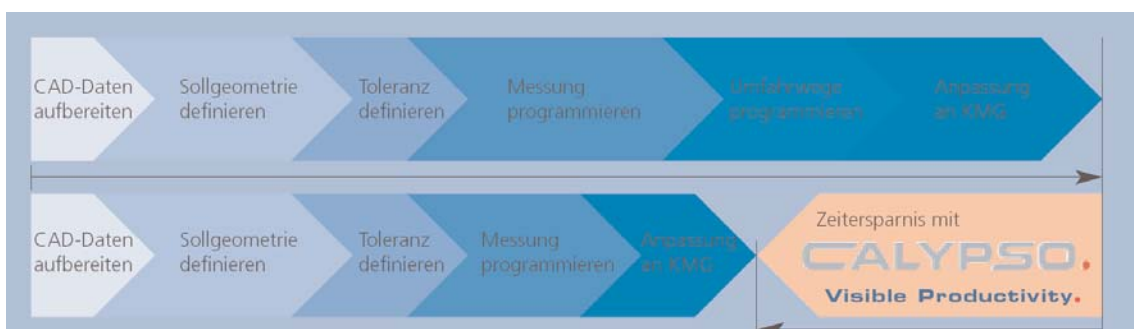 CAD-Daten
aufbereiten
Sollgeometrie
definieren
Toleranz
definieren
Messung
programmieren
Umfahrwege
programmieren
Anpassung
an KMG
CAD-Daten
aufbereiten
Sollgeometrie
definieren
Toleranz
definieren
Messung
programmieren
Anpassung
an KMG
Zeitersparnis mit
CALYPSO.
Visible Productivity.